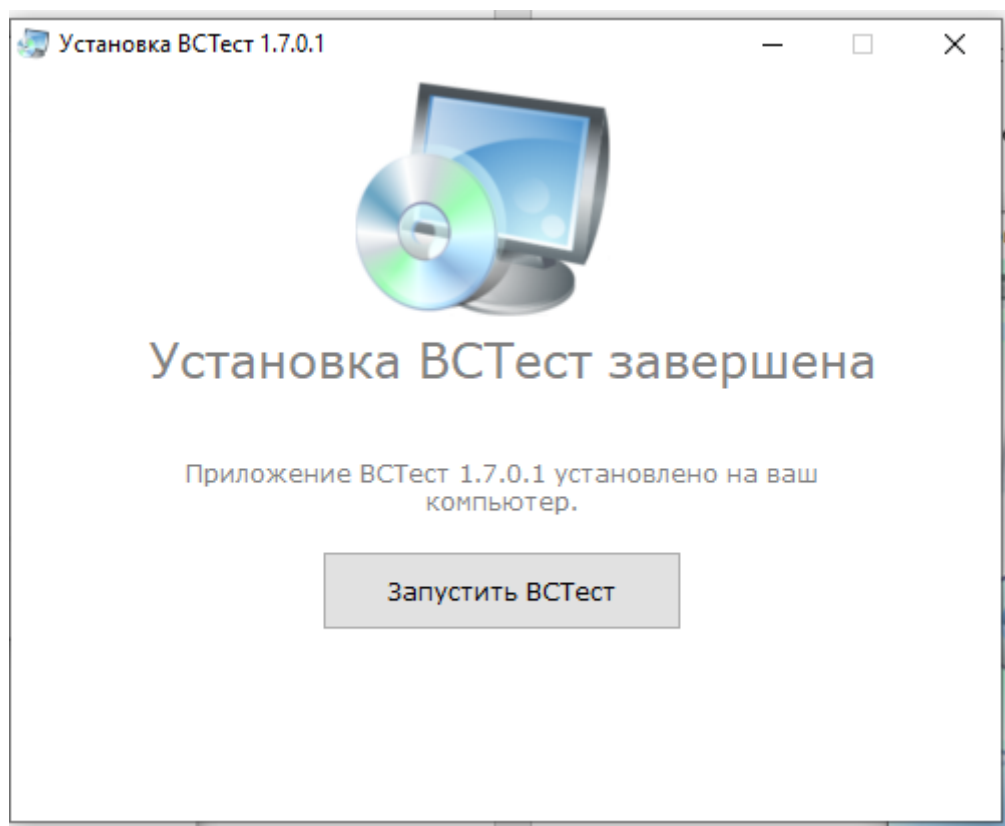 Установка ВСТест 1.7.0.1
Установка ВСТест завершена
Приложение ВСТест 1.7.0.1 установлено на ваш
компьютер.
Запустить ВСТест